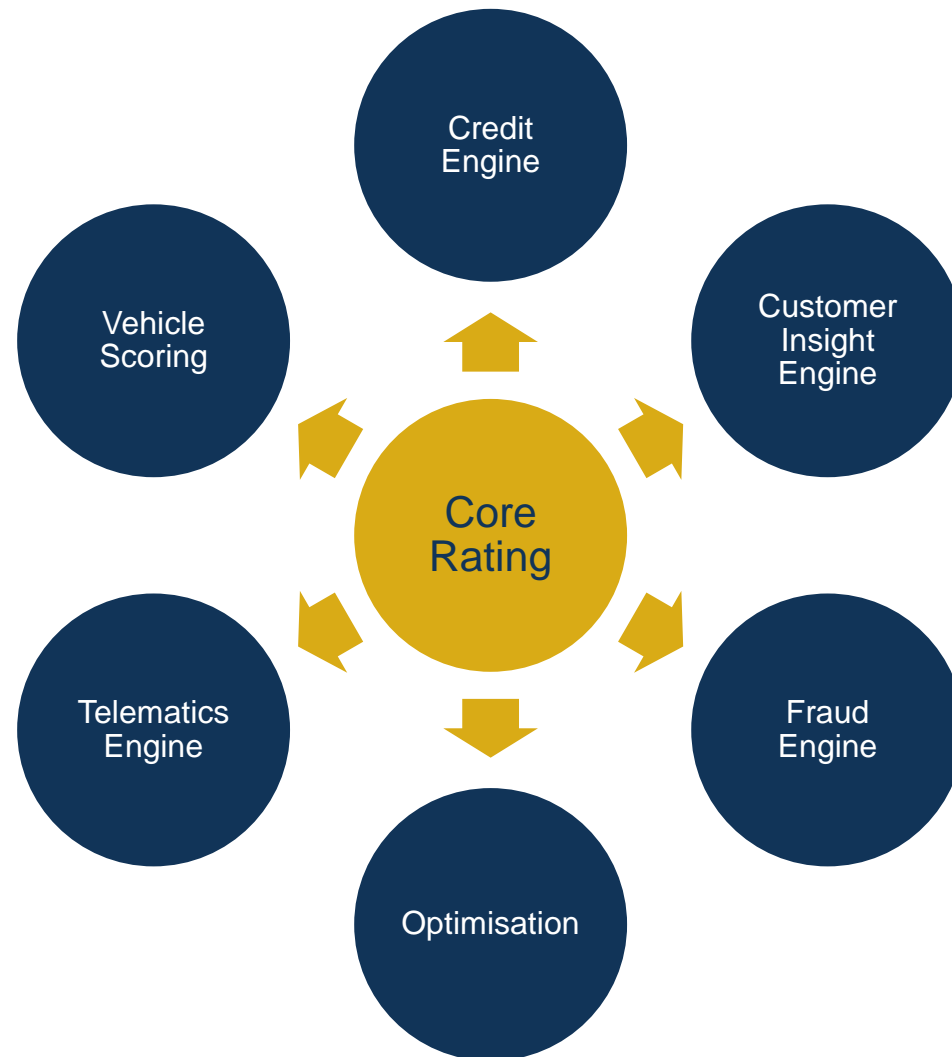 Credit
Engine
Customer
Insight
Engine
Fraud
Engine
Optimisation
Telematics
Engine
Vehicle
Scoring
Core
Rating